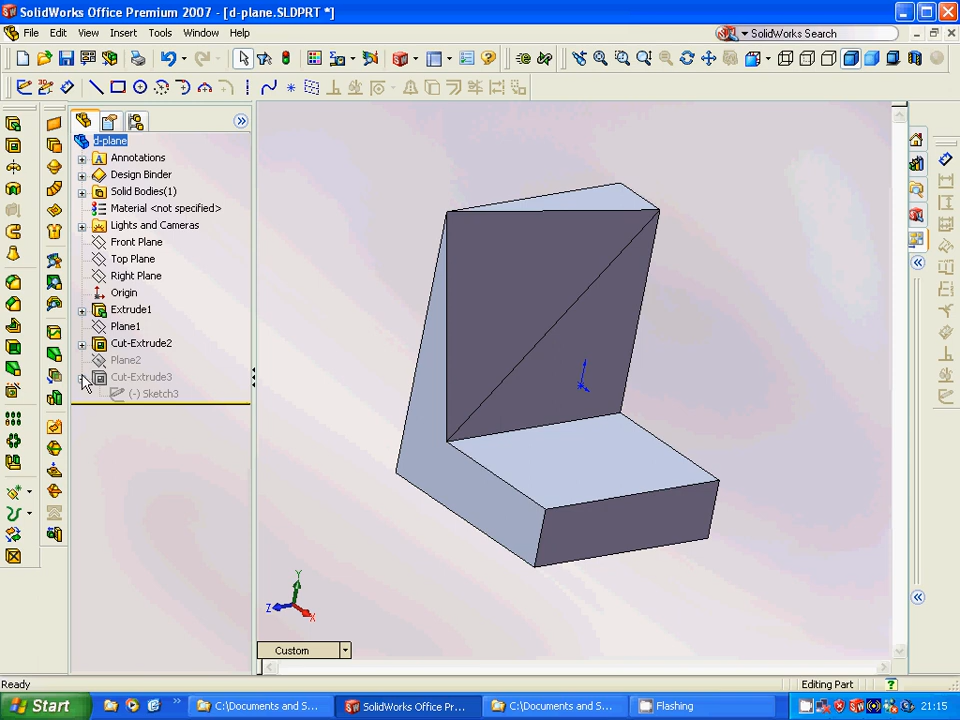 SolidWorks Office Premium 2007 - [d-plane.SLDPRT *]
File Edit View Insert Tools Window Help
SolidWorks Search
d-plane
Annotations
Design Binder
Solid Bodies(1)
Material <not specified>
Lights and Cameras
Front Plane
Top Plane
Right Plane
Origin
Extrude1
Plane1
Cut-Extrude2
Plane2
Cut-Extrude3
(-) Sketch3
Y
Z
X
Custom
Ready
Editing Part
Start
C:\Documents and S...
SolidWorks Office Pr...
C:\Documents and S...
Flashing
21:15